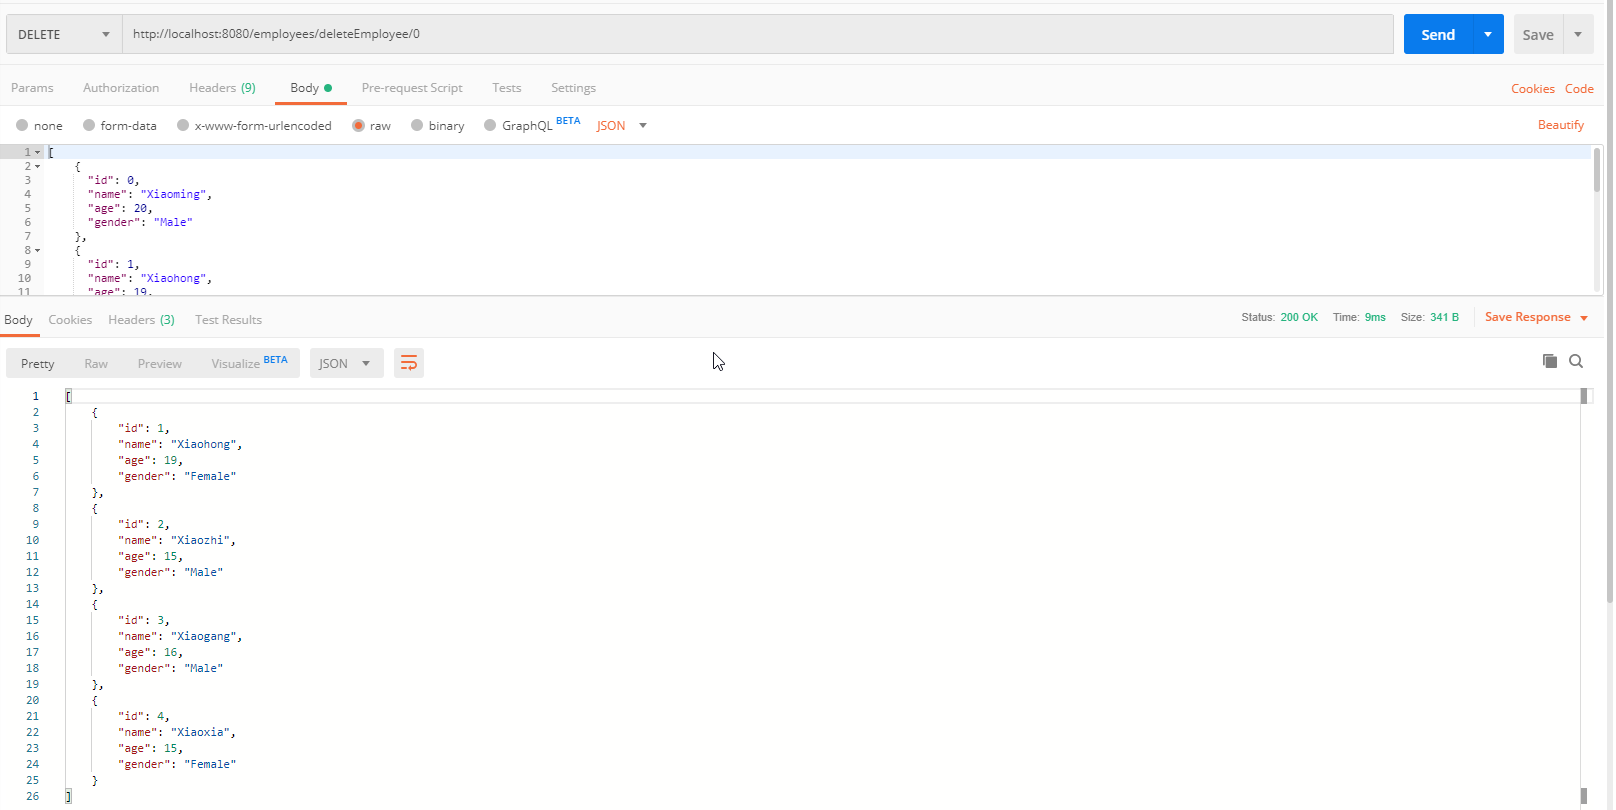 DELETE http://localhost:8080/employees/deleteEmployee/0 Send Save
Params Authorization Headers (9) Body Pre-request Script Tests Settings Cookies Code
none form-data x-www-form-urlencoded raw binary GraphQL BETA JSON Beautify
1 [
2 {
3 "id": 0,
4 "name": "Xiaoming",
5 "age": 20,
6 "gender": "Male"
7 },
8 {
9 "id": 1,
10 "name": "Xiaohong",
11 "age": 19,
Body Cookies Headers (3) Test Results Status: 200 OK Time: 9ms Size: 341 B Save Response
Pretty Raw Preview Visualize BETA JSON
1 [
2 {
3 "id": 1,
4 "name": "Xiaohong",
5 "age": 19,
6 "gender": "Female"
7 },
8 {
9 "id": 2,
10 "name": "Xiaozhi",
11 "age": 15,
12 "gender": "Male"
13 },
14 {
15 "id": 3,
16 "name": "Xiaogang",
17 "age": 16,
18 "gender": "Male"
19 },
20 {
21 "id": 4,
22 "name": "Xiaoxia",
23 "age": 15,
24 "gender": "Female"
25 }
26 ]